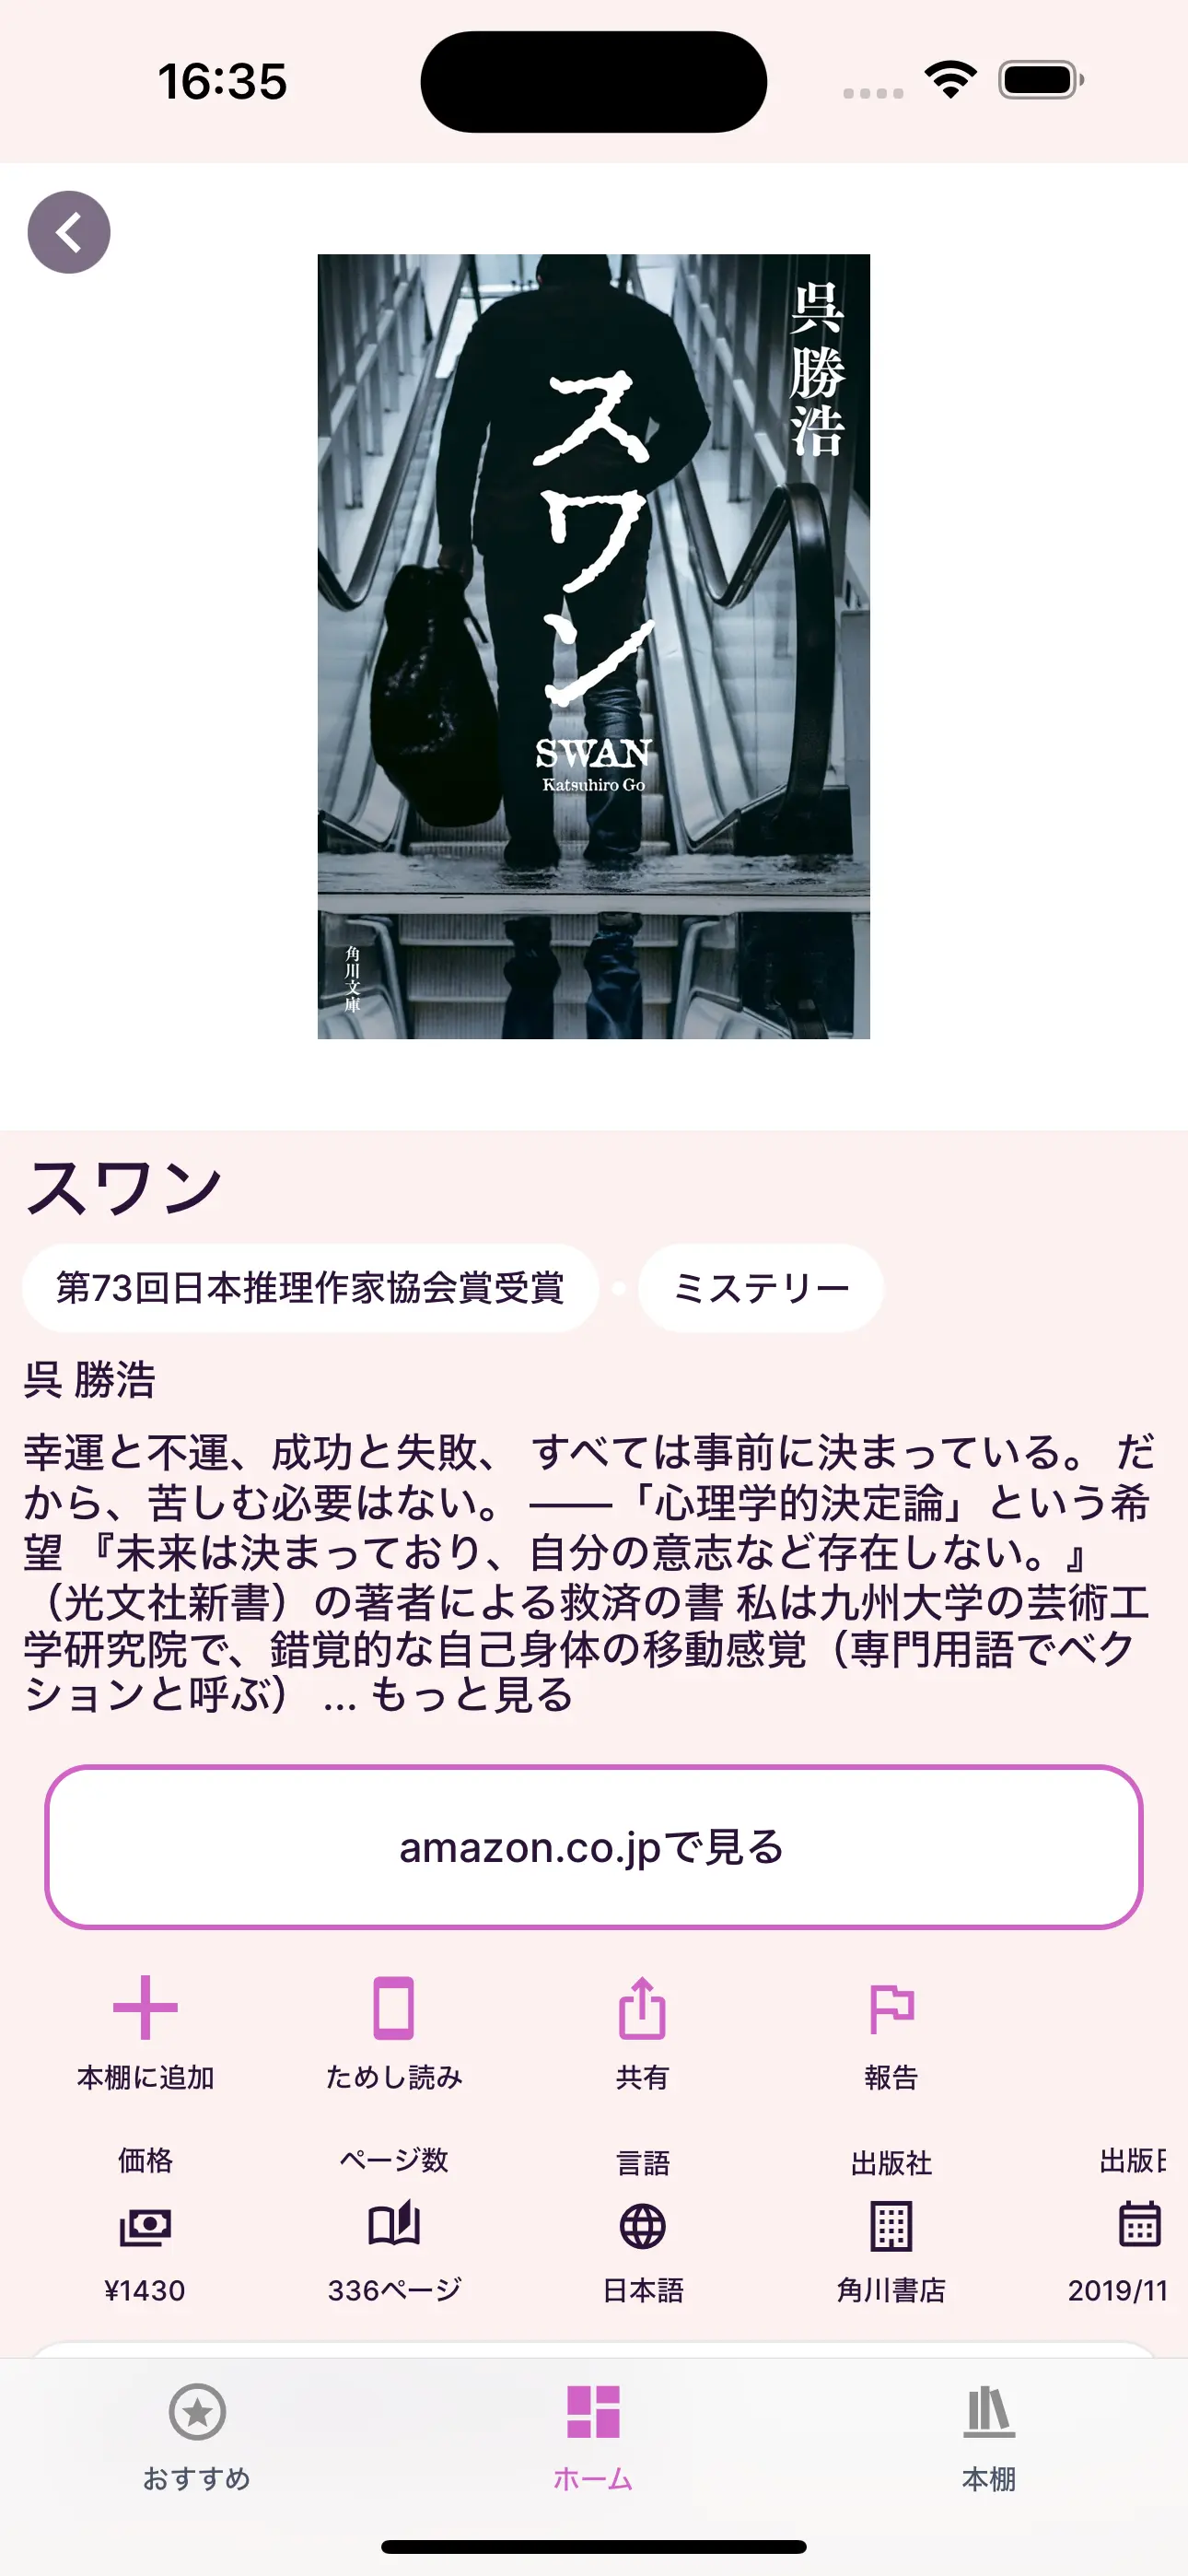 16:35
呉 勝浩
スワン
SWAN
Katsuhiro Go
角川文庫
スワン
第73回日本推理作家協会賞受賞
ミステリー
呉 勝浩
幸運と不運、成功と失敗、 すべては事前に決まっている。 だ
から、苦しむ必要はない。 ――「心理学的決定論」という希
望 『未来は決まっており、自分の意志など存在しない。』
（光文社新書）の著者による救済の書 私は九州大学の芸術工
学研究院で、錯覚的な自己身体の移動感覚（専門用語でベク
ションと呼ぶ） ... もっと見る
amazon.co.jpで見る
本棚に追加 ためし読み 共有 報告
価格 ページ数 言語 出版社 出版日
¥1430 336ページ 日本語 角川書店 2019/11
おすすめ ホーム 本棚